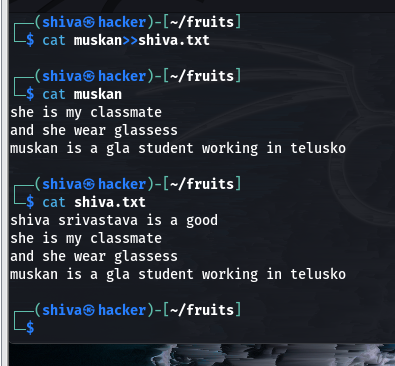 ┌──(shiva㉿hacker)-[~/fruits]
└─$ cat muskan>>shiva.txt
┌──(shiva㉿hacker)-[~/fruits]
└─$ cat muskan
she is my classmate
and she wear glassess
muskan is a gla student working in telusko
┌──(shiva㉿hacker)-[~/fruits]
└─$ cat shiva.txt
shiva srivastava is a good
she is my classmate
and she wear glassess
muskan is a gla student working in telusko
┌──(shiva㉿hacker)-[~/fruits]
└─$